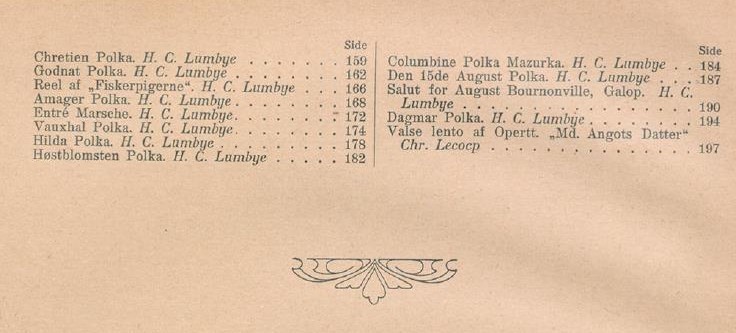 Side
Chretien Polka. H. C. Lumbye . . . . . . . 159
Godnat Polka. H. C. Lumbye . . . . . . . . 162
Reel af „Fiskerpigerne“. H. C. Lumbye . . . 166
Amager Polka. H. C. Lumbye . . . . . . . . 168
Entré Marsche. H. C. Lumbye . . . . . . . . 172
Vauxhal Polka. H. C. Lumbye . . . . . . . . 174
Hilda Polka. H. C. Lumbye . . . . . . . . . 178
Høstblomsten Polka. H. C. Lumbye . . . . . 182
Side
Columbine Polka Mazurka. H. C. Lumbye . . 184
Den 15de August Polka. H. C. Lumbye . . . 187
Salut for August Bournonville, Galop. H. C.
Lumbye . . . . . . . . . . . . . . . 190
Dagmar Polka. H. C. Lumbye . . . . . . . 194
Valse lento af Opertt. „Md. Angots Datter“
Chr. Lecocp . . . . . . . . . . . . . 197